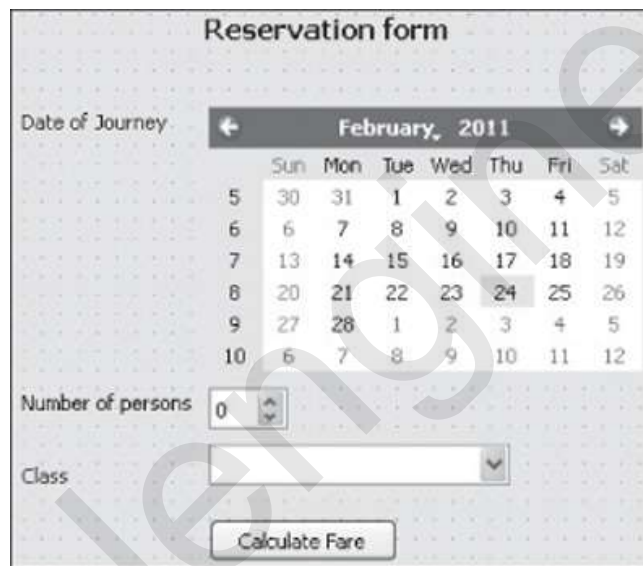 Reservation form
Date of Journey
February, 2011
Sun Mon Tue Wed Thu Fri Sat
5 30 31 1 2 3 4 5
6 6 7 8 9 10 11 12
7 13 14 15 16 17 18 19
8 20 21 22 23 24 25 26
9 27 28 1 2 3 4 5
10 6 7 8 9 10 11 12
Number of persons 0
Class
Calculate Fare